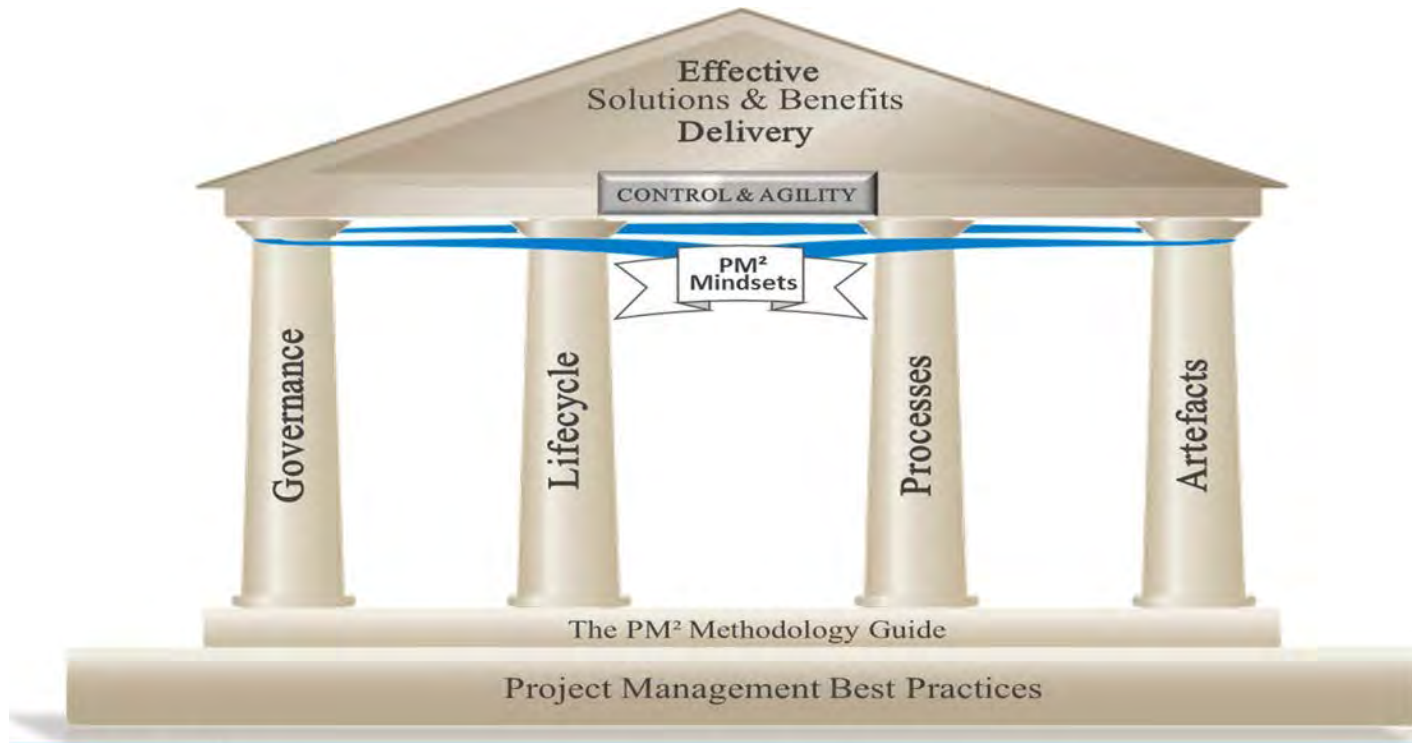 Effective
Solutions & Benefits
Delivery
CONTROL & AGILITY
PM² 
Mindsets
Governance
Lifecycle
Processes
Artefacts
The PM² Methodology Guide
Project Management Best Practices